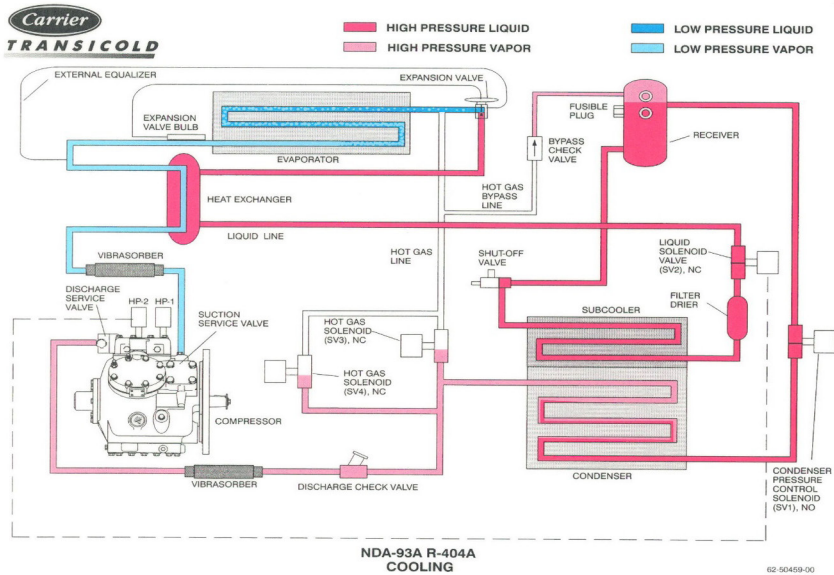 Carrier
TRANSICOLD
HIGH PRESSURE LIQUID
HIGH PRESSURE VAPOR
LOW PRESSURE LIQUID
LOW PRESSURE VAPOR
EXTERNAL EQUALIZER
EXPANSION VALVE
EXPANSION
VALVE BULB
EVAPORATOR
FUSIBLE
PLUG
RECEIVER
BYPASS
CHECK
VALVE
HEAT EXCHANGER
HOT GAS
BYPASS
LINE
LIQUID LINE
HOT GAS
LINE
VIBRASORBER
SHUT-OFF
VALVE
LIQUID
SOLENOID
VALVE
(SV2), NC
DISCHARGE
SERVICE
VALVE
HP-2
HP-1
SUCTION
SERVICE VALVE
FILTER
DRIER
SUBCOOLER
HOT GAS
SOLENOID
(SV3), NC
HOT GAS
SOLENOID
(SV4), NC
COMPRESSOR
VIBRASORBER
DISCHARGE CHECK VALVE
CONDENSER
CONDENSER
PRESSURE
CONTROL
SOLENOID
(SV1), NO
NDA-93A R-404A
COOLING
62-50459-00